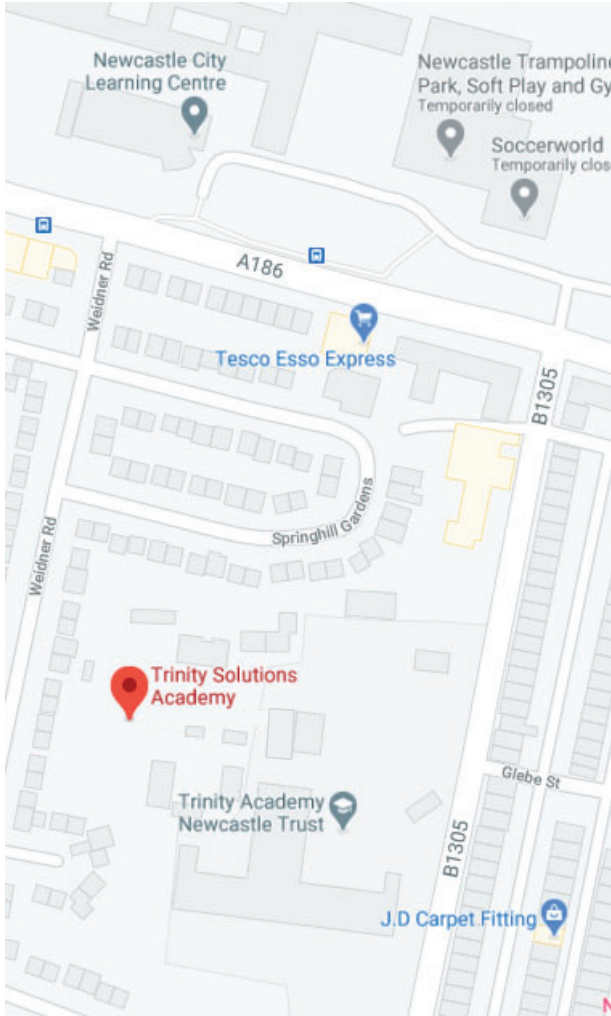 Newcastle City
Learning Centre
Newcastle Trampoline
Park, Soft Play and Gy
Temporarily closed
Soccerworld
Temporarily clos
A186
Weidner Rd
Tesco Esso Express
B1305
Springhill Gardens
Weidner Rd
Trinity Solutions
Academy
Glebe St
Trinity Academy
Newcastle Trust
B1305
J.D Carpet Fitting
N